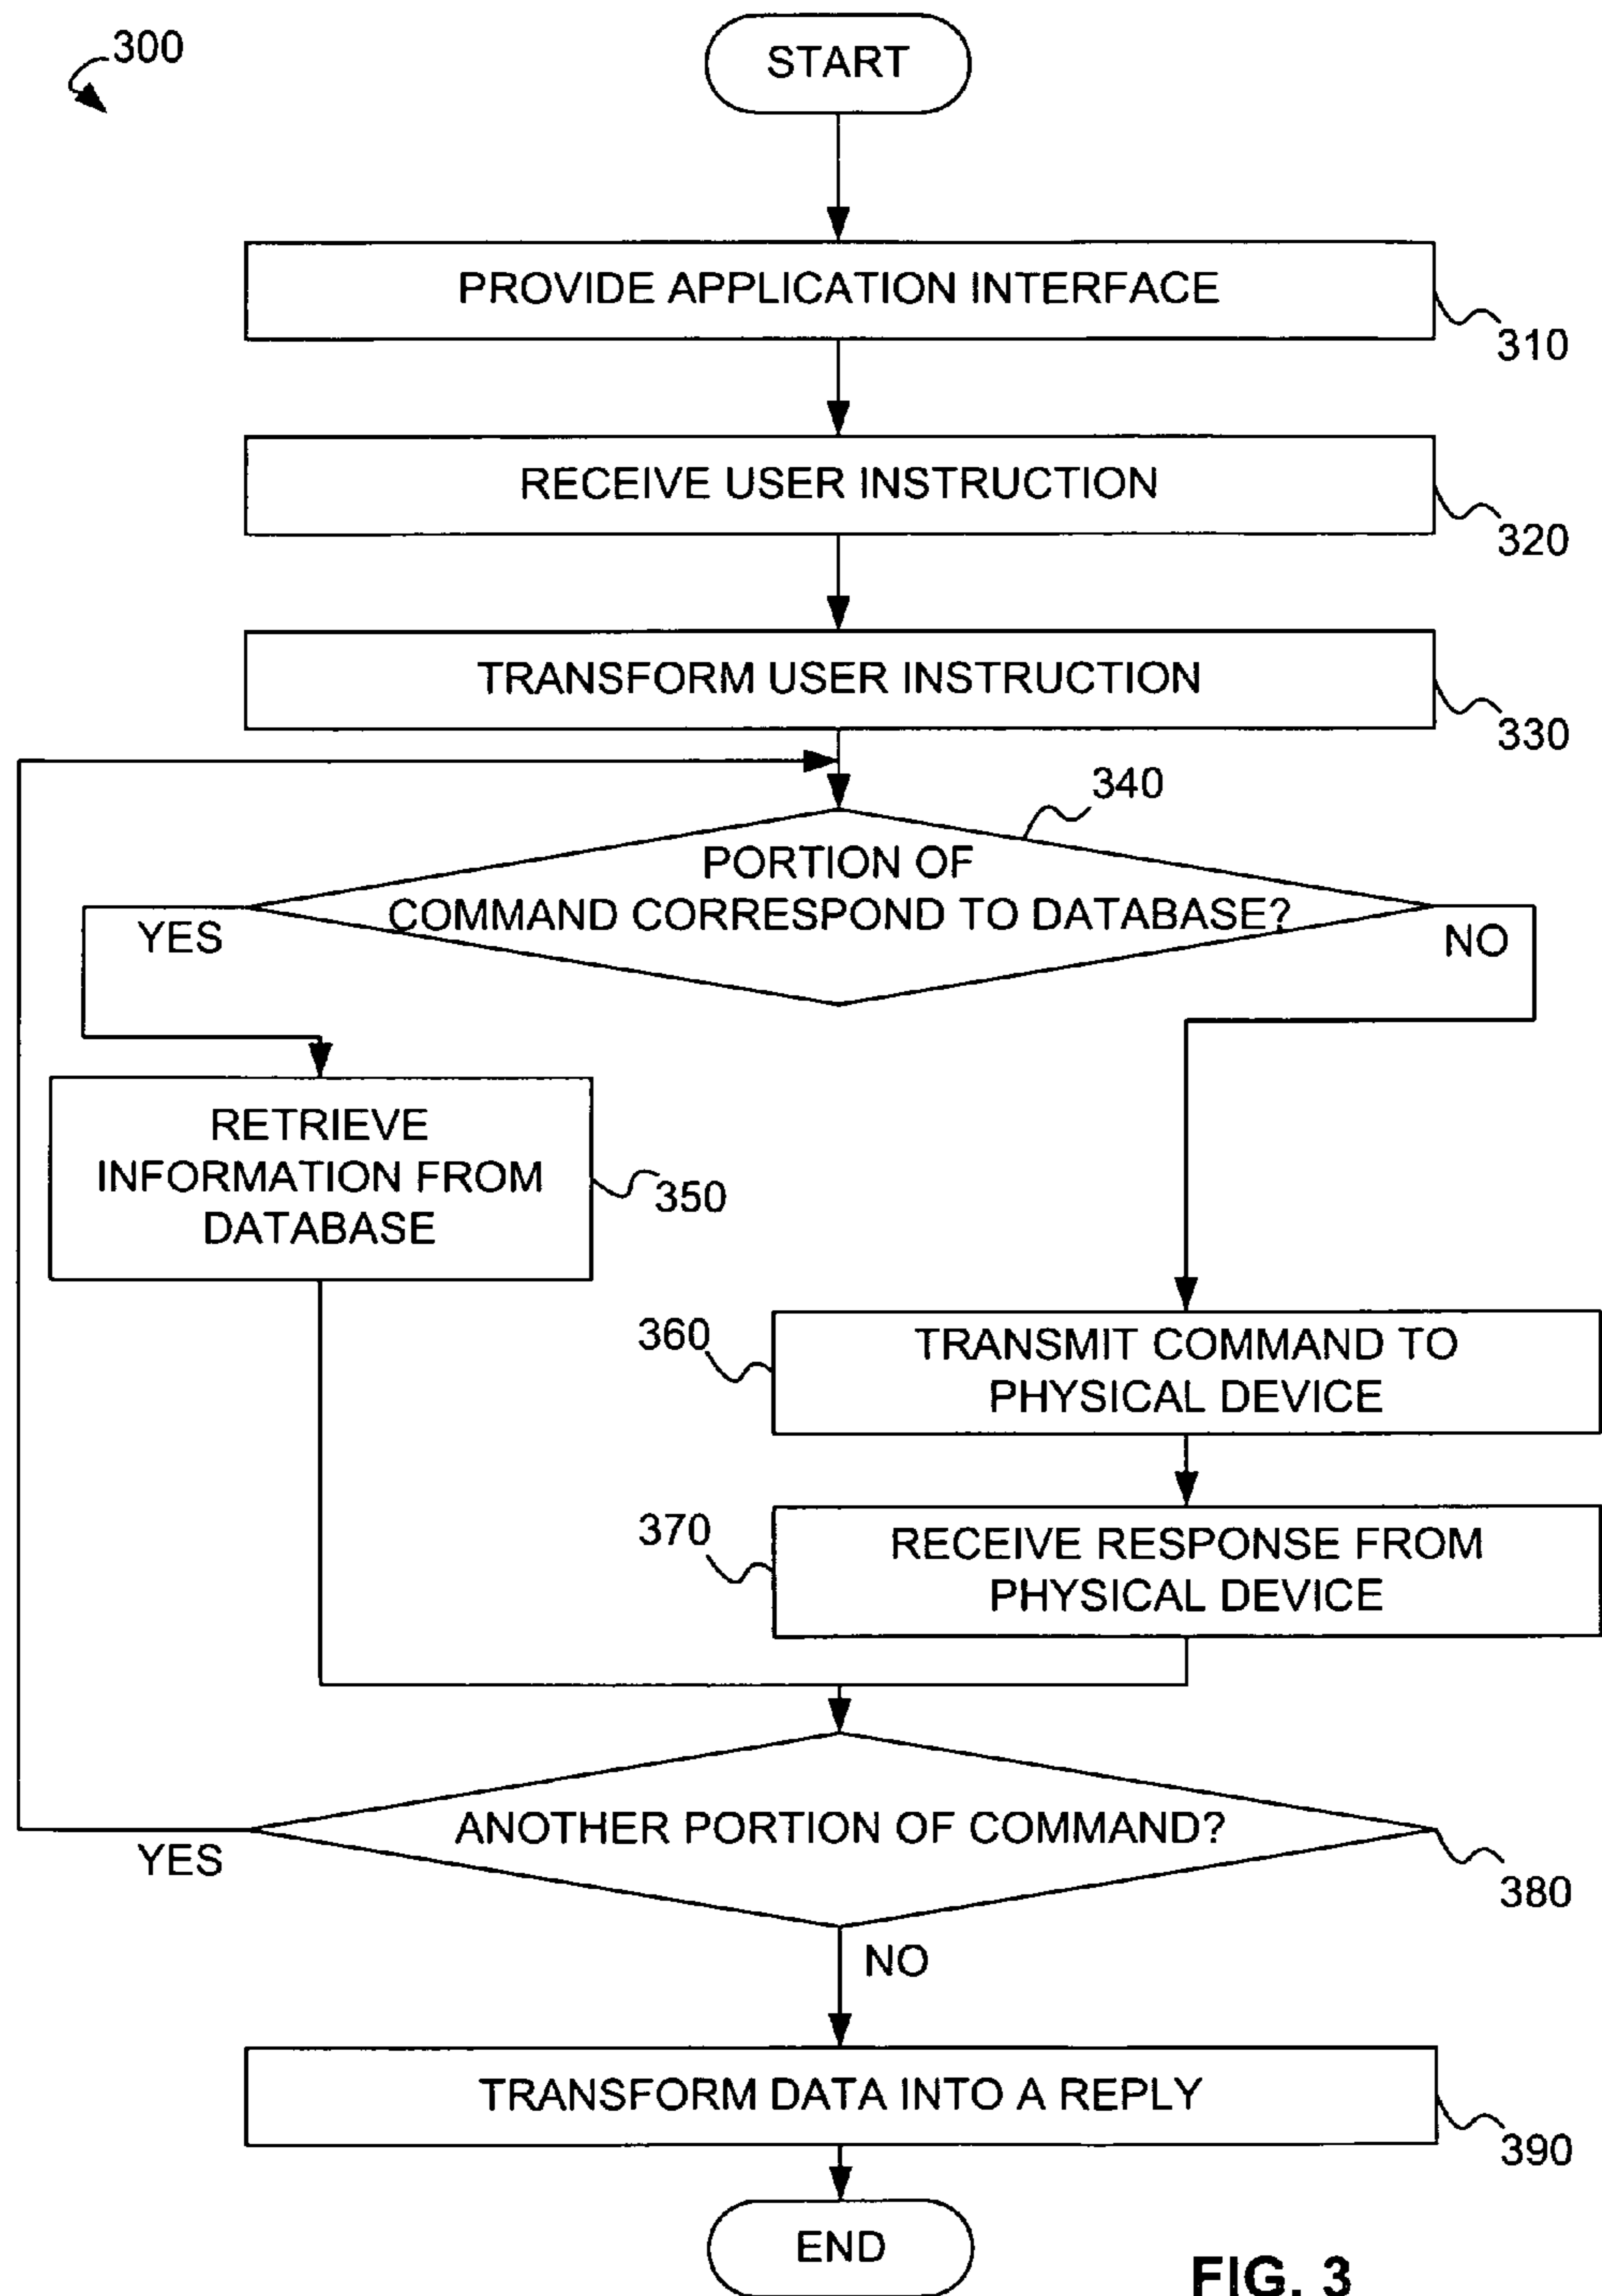 300
START
PROVIDE APPLICATION INTERFACE
310
RECEIVE USER INSTRUCTION
320
TRANSFORM USER INSTRUCTION
330
340
PORTION OF
COMMAND CORRESPOND TO DATABASE?
YES
NO
RETRIEVE
INFORMATION FROM
DATABASE
350
360
TRANSMIT COMMAND TO
PHYSICAL DEVICE
370
RECEIVE RESPONSE FROM
PHYSICAL DEVICE
ANOTHER PORTION OF COMMAND?
YES
380
NO
TRANSFORM DATA INTO A REPLY
390
END
FIG. 3